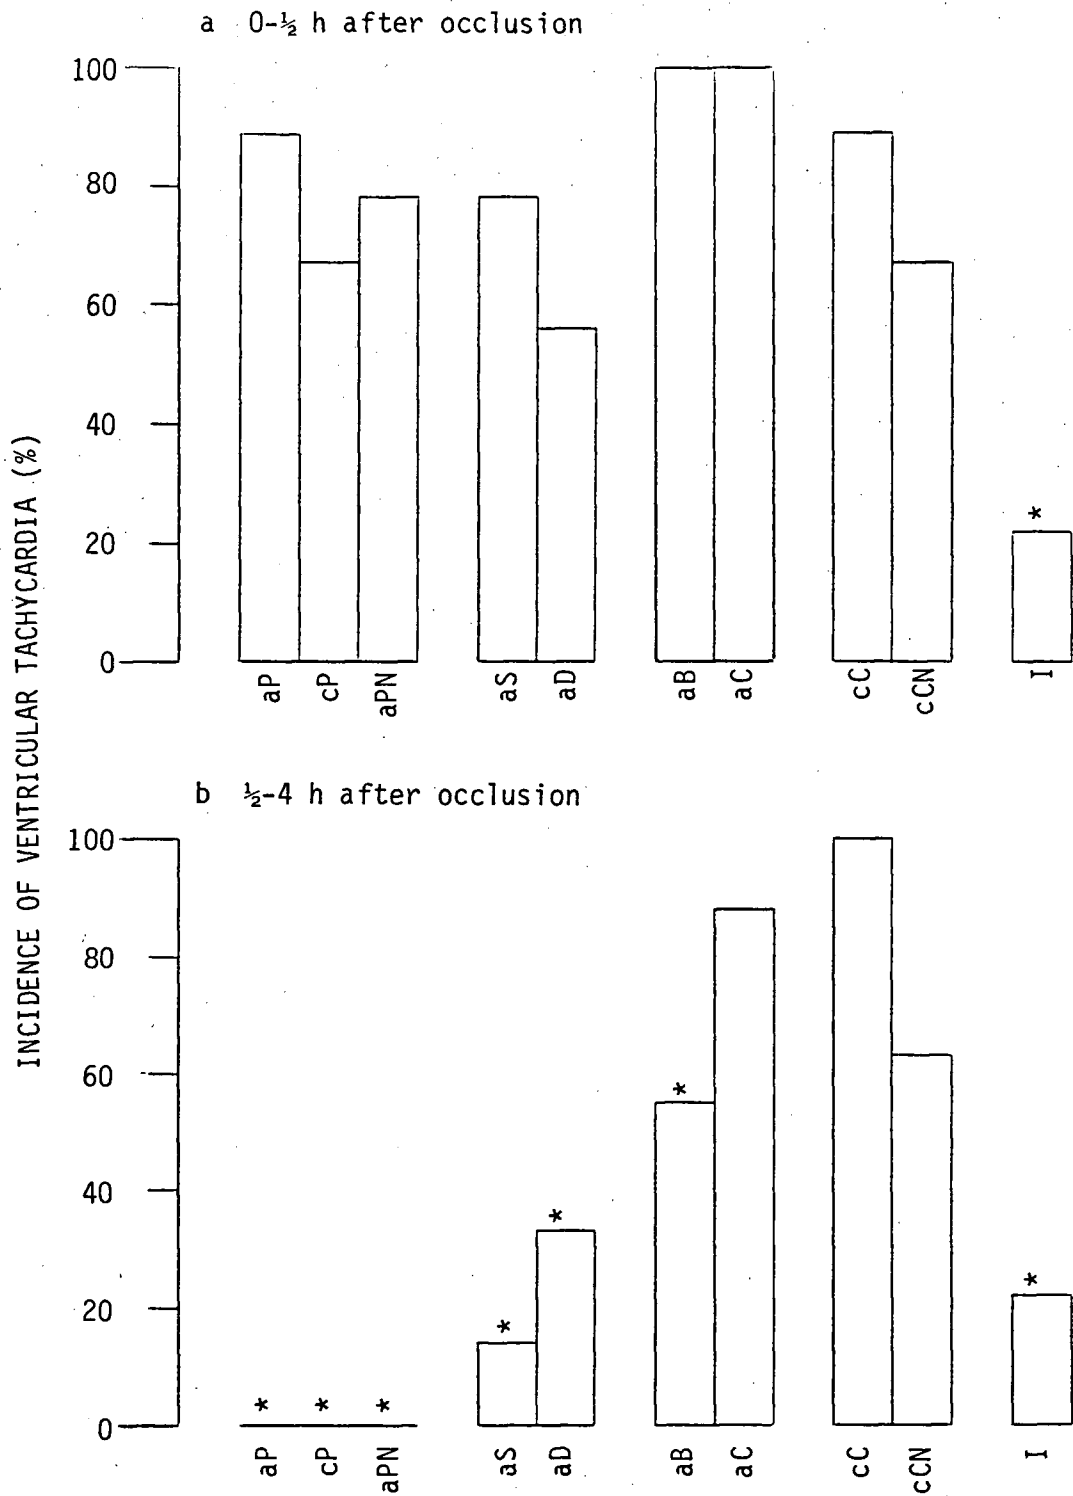 a 0-½ h after occlusion
INCIDENCE OF VENTRICULAR TACHYCARDIA (%)
100
80
60
40
20
0
*
aP cP aPN aS aD aB aC cC cCN I
b ½-4 h after occlusion
100
80
60
40
20
0
* * * * * * *
aP cP aPN aS aD aB aC cC cCN I